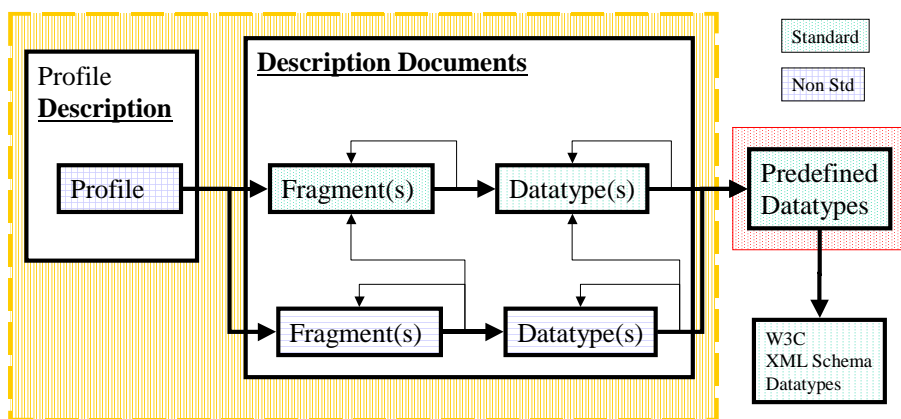 Profile
Description
Profile
Description Documents
Fragment(s)
Datatype(s)
Fragment(s)
Datatype(s)
Standard
Non Std
Predefined
Datatypes
W3C
XML Schema
Datatypes